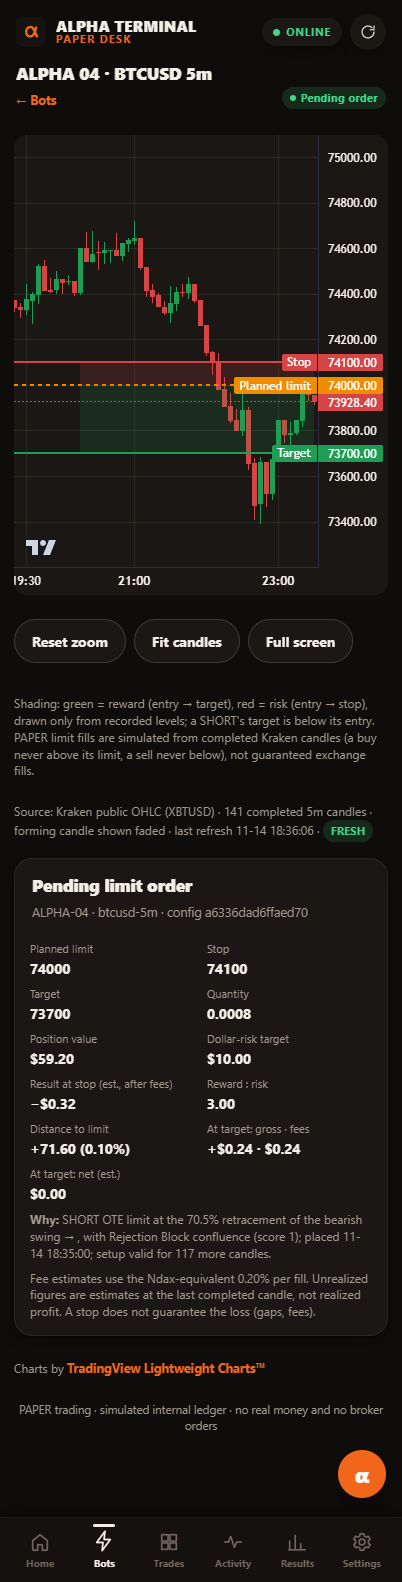 α
ALPHA TERMINAL
PAPER DESK
ONLINE
ALPHA 04 · BTCUSD 5m
← Bots
Pending order
75000.00
74800.00
74600.00
74400.00
74200.00
Stop 74100.00
Planned limit 74000.00
73928.40
73800.00
Target 73700.00
73600.00
73400.00
19:30 21:00 23:00
Reset zoom
Fit candles
Full screen
Shading: green = reward (entry → target), red = risk (entry → stop),
drawn only from recorded levels; a SHORT's target is below its entry.
PAPER limit fills are simulated from completed Kraken candles (a buy
never above its limit, a sell never below), not guaranteed exchange
fills.
Source: Kraken public OHLC (XBTUSD) · 141 completed 5m candles ·
forming candle shown faded · last refresh 11-14 18:36:06 · FRESH
Pending limit order
ALPHA-04 · btcusd-5m · config a6336dad6ffaed70
Planned limit Stop
74000 74100
Target Quantity
73700 0.0008
Position value Dollar-risk target
$59.20 $10.00
Result at stop (est., after fees) Reward : risk
−$0.32 3.00
Distance to limit At target: gross · fees
+71.60 (0.10%) +$0.24 · $0.24
At target: net (est.)
$0.00
Why: SHORT OTE limit at the 70.5% retracement of the bearish
swing → , with Rejection Block confluence (score 1); placed 11-
14 18:35:00; setup valid for 117 more candles.
Fee estimates use the Ndax-equivalent 0.20% per fill. Unrealized
figures are estimates at the last completed candle, not realized
profit. A stop does not guarantee the loss (gaps, fees).
Charts by TradingView Lightweight Charts™
PAPER trading · simulated internal ledger · no real money and no broker
orders
α
Home Bots Trades Activity Results Settings